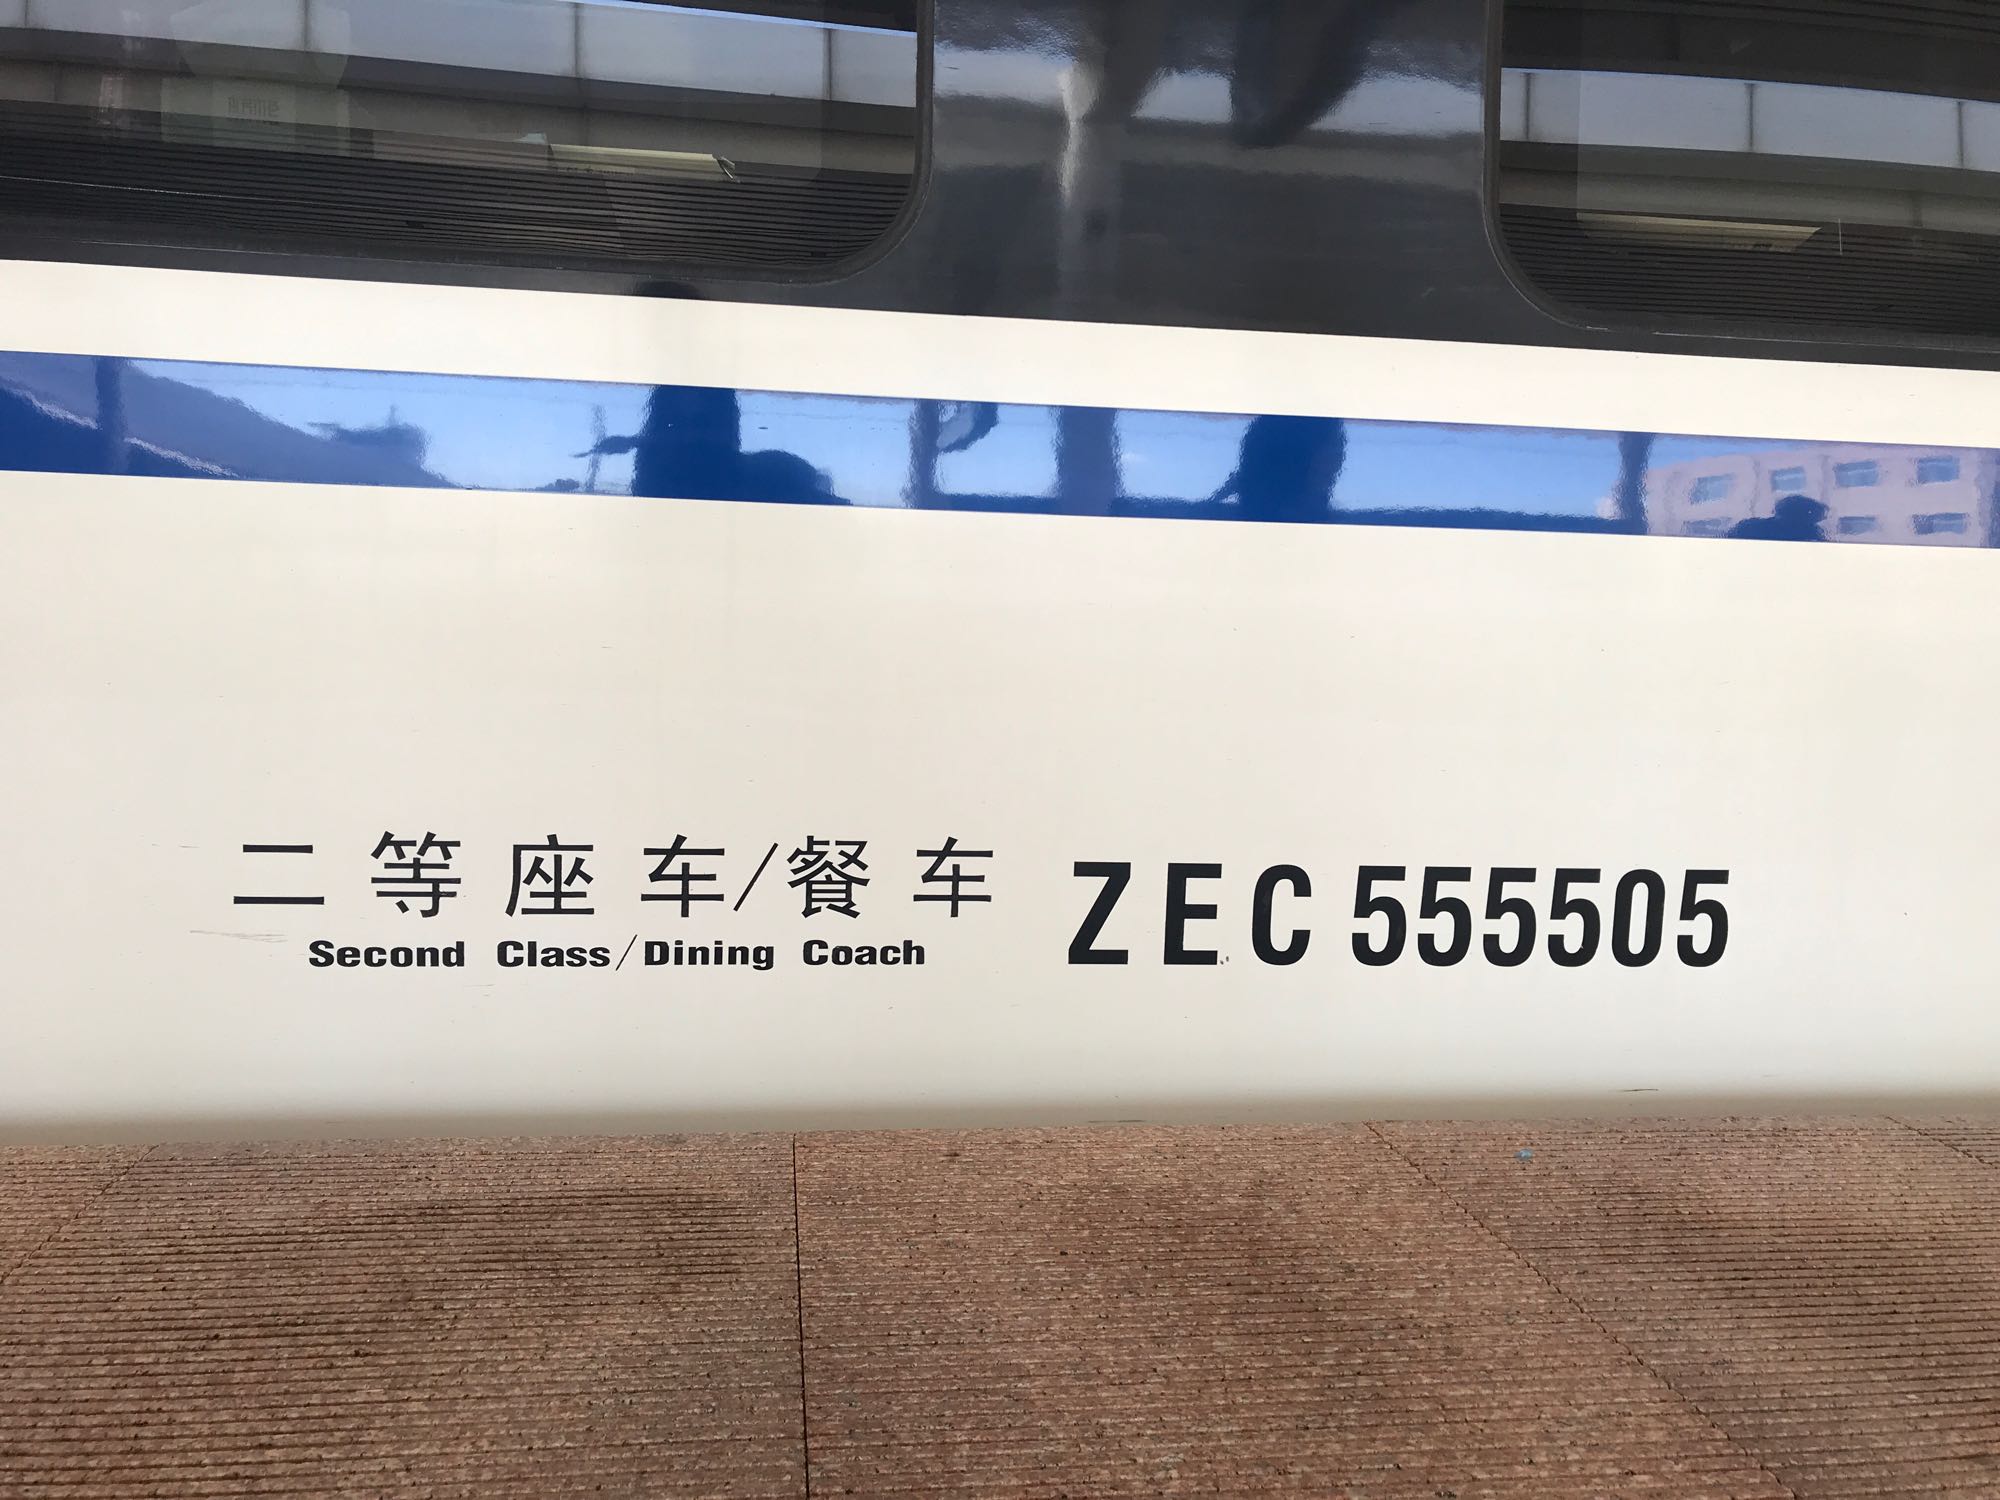 二等座车/餐车 ZEC 555505
Second Class/Dining Coach